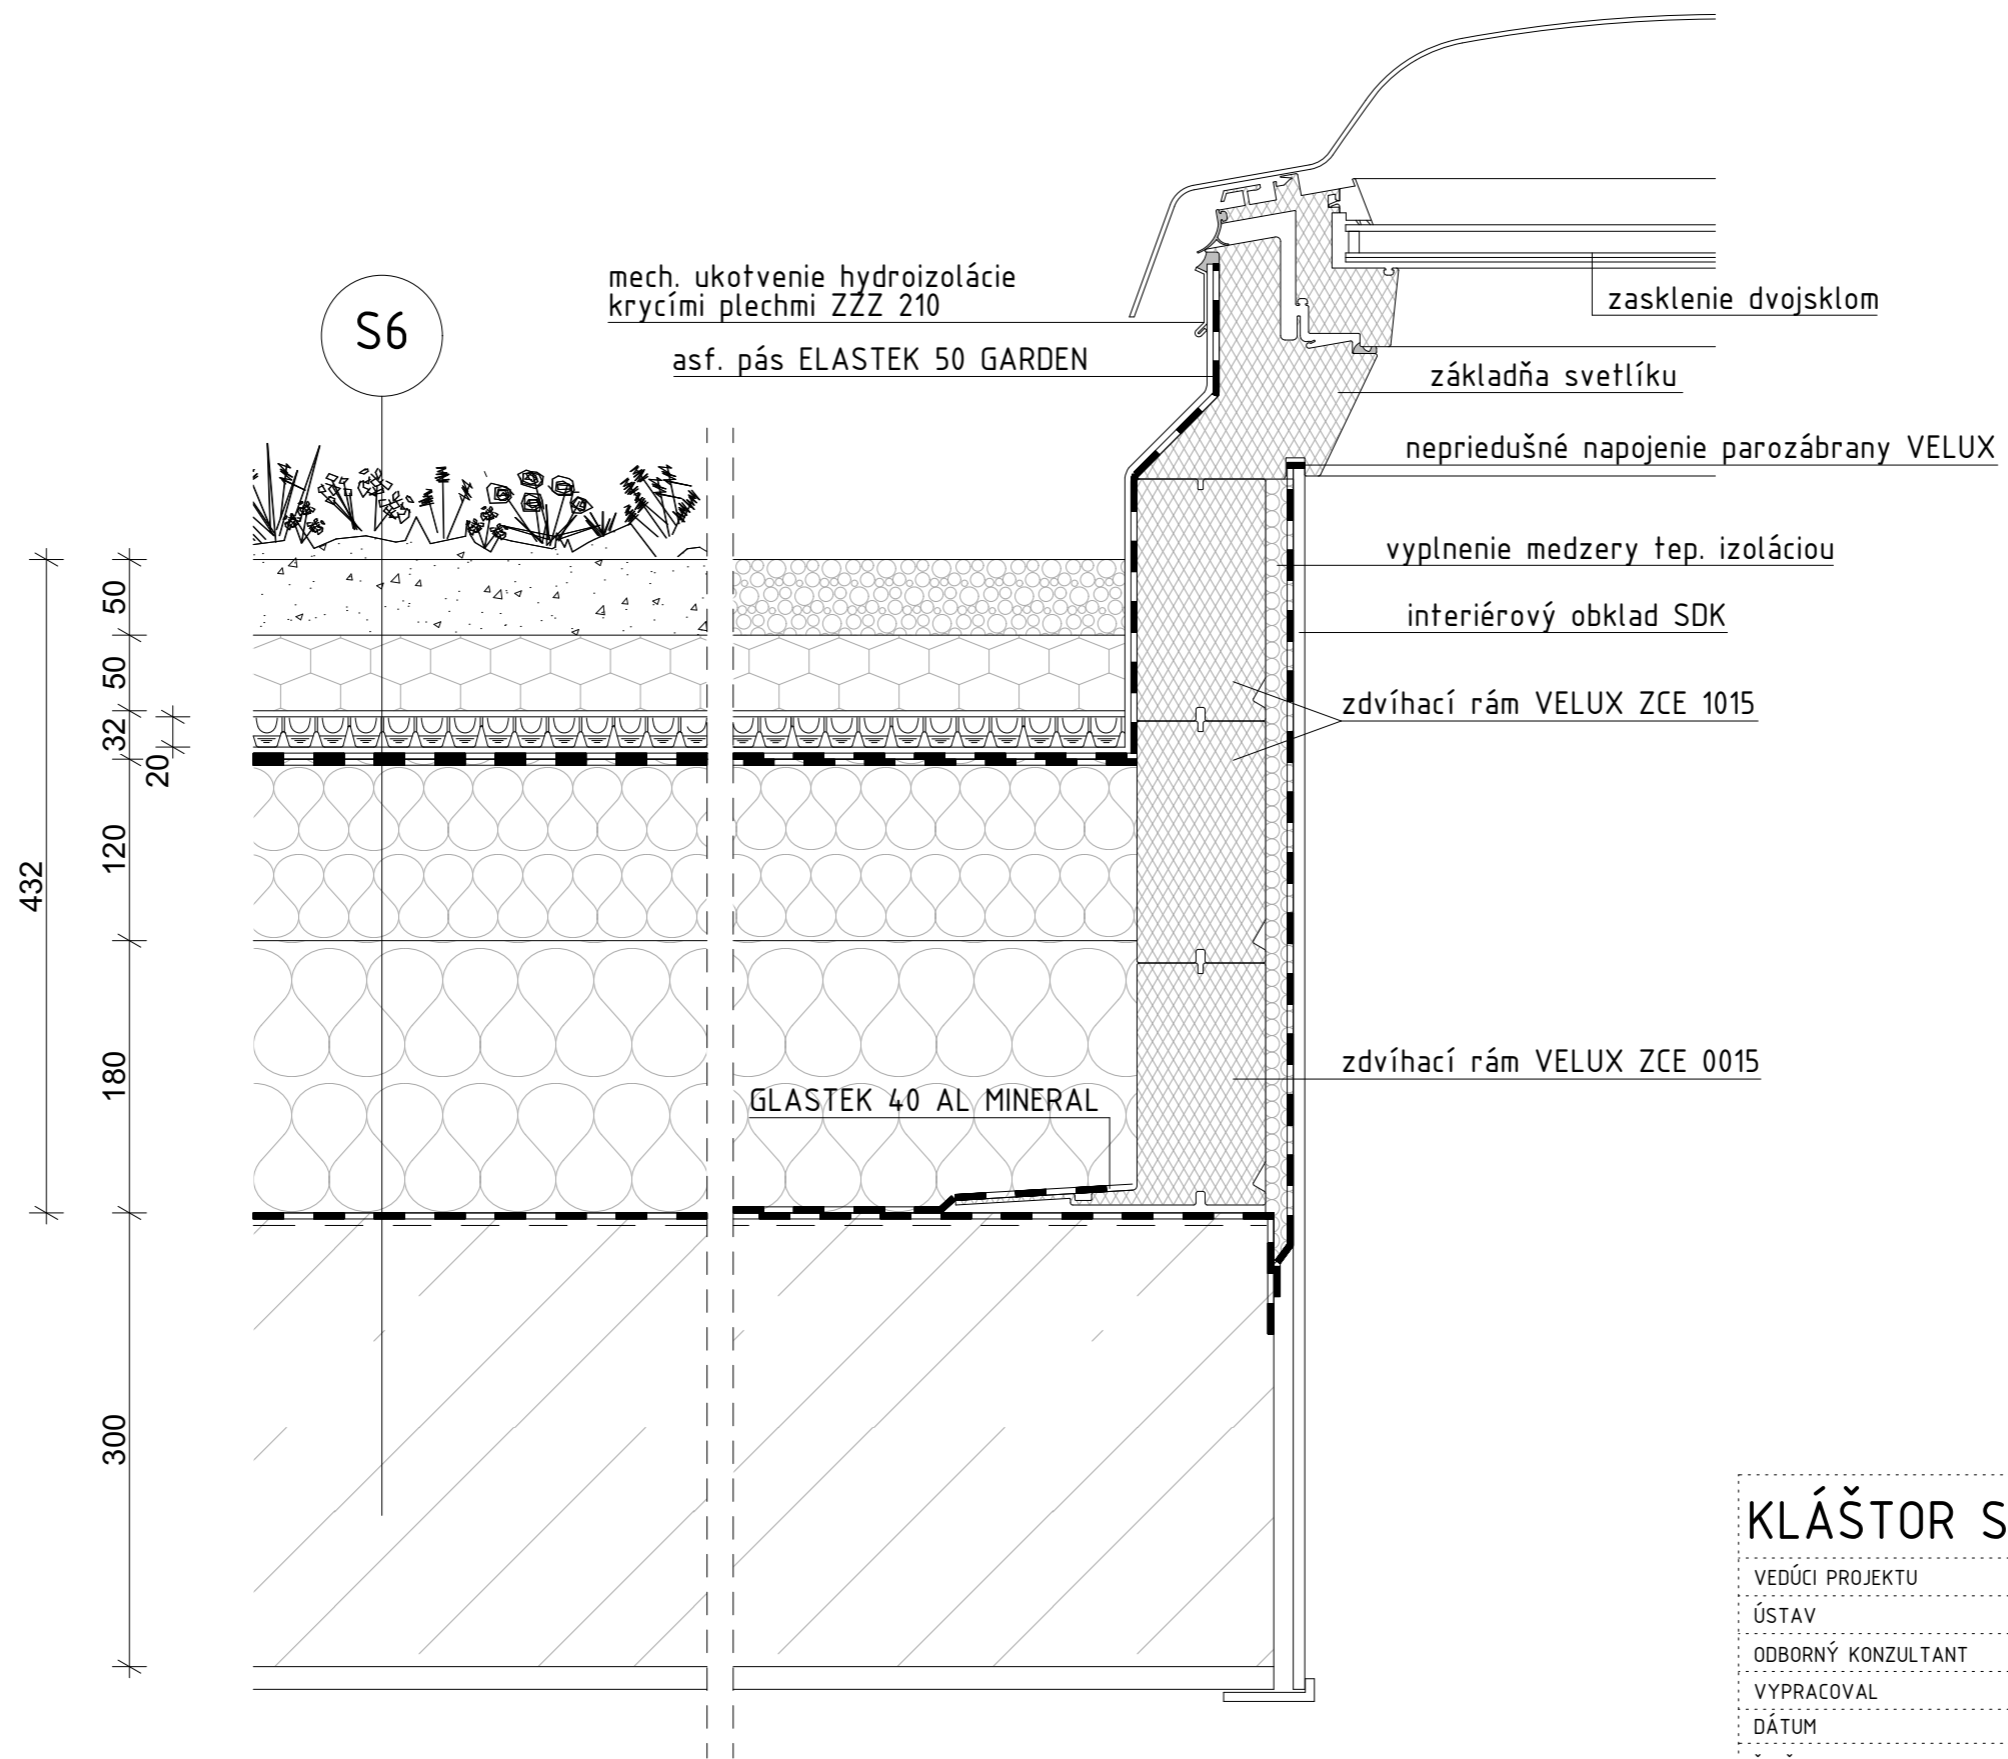 S6
mech. ukotvenie hydroizolácie
krycími plechmi ZZZ 210
asf. pás ELASTEK 50 GARDEN
zasklenie dvojsklom
základňa svetlíku
nepriedušné napojenie parozábrany VELUX
vyplnenie medzery tep. izoláciou
interiérový obklad SDK
zdvíhací rám VELUX ZCE 1015
zdvíhací rám VELUX ZCE 0015
GLASTEK 40 AL MINERAL
50
50
32
20
120
432
180
300
KLÁŠTOR S
VEDÚCI PROJEKTU
ÚSTAV
ODBORNÝ KONZULTANT
VYPRACOVAL
DÁTUM